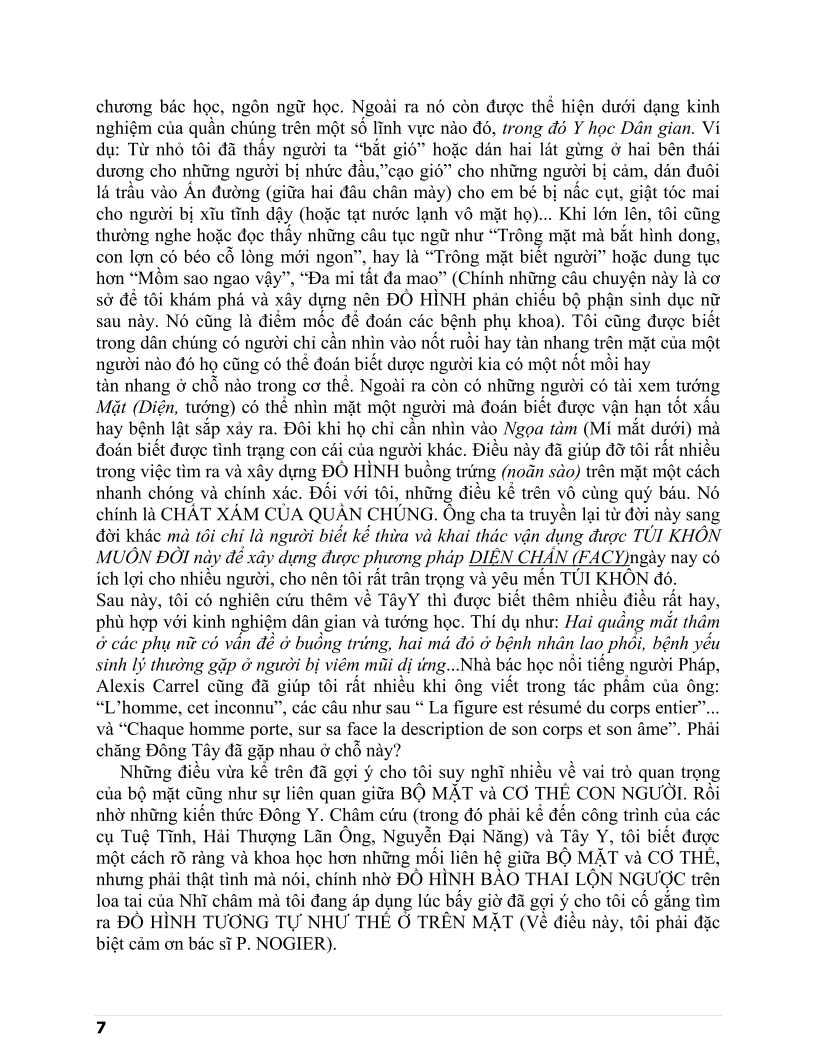 chương bác học, ngôn ngữ học. Ngoài ra nó còn được thể hiện dưới dạng kinh
nghiệm của quần chúng trên một số lĩnh vực nào đó, trong đó Y học Dân gian. Ví
dụ: Từ nhỏ tôi đã thấy người ta “bắt gió” hoặc dán hai lát gừng ở hai bên thái
dương cho những người bị nhức đầu,”cạo gió” cho những người bị cảm, dán đuôi
lá trầu vào Ấn đường (giữa hai đầu chân mày) cho em bé bị nấc cụt, giật tóc mai
cho người bị xĩu tĩnh dậy (hoặc tạt nước lạnh vô mặt họ)... Khi lớn lên, tôi cũng
thường nghe hoặc đọc thấy những câu tục ngữ như “Trông mặt mà bắt hình dong,
con lợn có béo cỗ lòng mới ngon”, hay là “Trông mặt biết người” hoặc dung tục
hơn “Mồm sao ngao vậy”, “Đa mi tất đa mao” (Chính những câu chuyện này là cơ
sở để tôi khám phá và xây dựng nên ĐỒ HÌNH phản chiếu bộ phận sinh dục nữ
sau này. Nó cũng là điểm mốc để đoán các bệnh phụ khoa). Tôi cũng được biết
trong dân chúng có người chỉ cần nhìn vào nốt ruồi hay tàn nhang trên mặt của một
người nào đó họ cũng có thể đoán biết dược người kia có một nốt mồi hay
tàn nhang ở chỗ nào trong cơ thể. Ngoài ra còn có những người có tài xem tướng
Mặt (Diện, tướng) có thể nhìn mặt một người mà đoán biết được vận hạn tốt xấu
hay bệnh lật sắp xảy ra. Đôi khi họ chỉ cần nhìn vào Ngọa tàm (Mí mắt dưới) mà
đoán biết được tình trạng con cái của người khác. Điều này đã giúp đỡ tôi rất nhiều
trong việc tìm ra và xây dựng ĐỒ HÌNH buồng trứng (noãn sào) trên mặt một cách
nhanh chóng và chính xác. Đối với tôi, những điều kể trên vô cùng quý báu. Nó
chính là CHẤT XÁM CỦA QUẦN CHÚNG. Ông cha ta truyền lại từ đời này sang
đời khác mà tôi chỉ là người biết kế thừa và khai thác vận dụng được TÚI KHÔN
MUÔN ĐỜI này để xây dựng được phương pháp DIỆN CHẨN (FACY)ngày nay có
ích lợi cho nhiều người, cho nên tôi rất trân trọng và yêu mến TÚI KHÔN đó.
Sau này, tôi có nghiên cứu thêm về TâyY thì được biết thêm nhiều điều rất hay,
phù hợp với kinh nghiệm dân gian và tướng học. Thí dụ như: Hai quầng mắt thâm
ở các phụ nữ có vấn đề ở buồng trứng, hai má đỏ ở bệnh nhân lao phổi, bệnh yếu
sinh lý thường gặp ở người bị viêm mũi dị ứng...Nhà bác học nổi tiếng người Pháp,
Alexis Carrel cũng đã giúp tôi rất nhiều khi ông viết trong tác phẩm của ông:
“L’homme, cet inconnu”, các câu như sau “ La figure est résumé du corps entier”...
và “Chaque homme porte, sur sa face la description de son corps et son âme”. Phải
chăng Đông Tây đã gặp nhau ở chỗ này?
Những điều vừa kể trên đã gợi ý cho tôi suy nghĩ nhiều về vai trò quan trọng
của bộ mặt cũng như sự liên quan giữa BỘ MẶT và CƠ THỂ CON NGƯỜI. Rồi
nhờ những kiến thức Đông Y. Châm cứu (trong đó phải kể đến công trình của các
cụ Tuệ Tĩnh, Hải Thượng Lãn Ông, Nguyễn Đại Năng) và Tây Y, tôi biết được
một cách rõ ràng và khoa học hơn những mối liên hệ giữa BỘ MẶT và CƠ THỂ,
nhưng phải thật tình mà nói, chính nhờ ĐỒ HÌNH BÀO THAI LỘN NGƯỢC trên
loa tai của Nhĩ châm mà tôi đang áp dụng lúc bấy giờ đã gợi ý cho tôi cố gắng tìm
ra ĐỒ HÌNH TƯƠNG TỰ NHƯ THẾ Ở TRÊN MẶT (Về điều này, tôi phải đặc
biệt cảm ơn bác sĩ P. NOGIER).
7